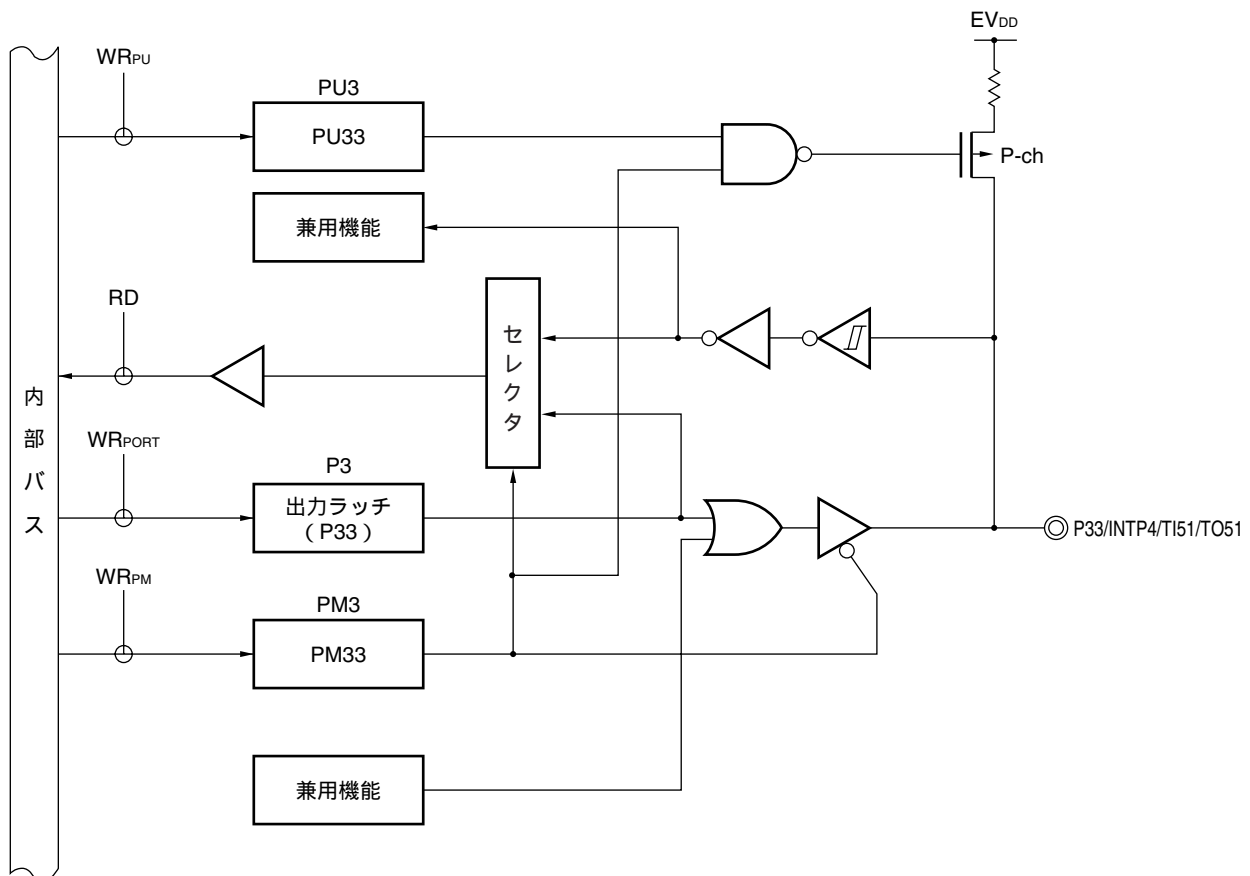 EVDD
WRPU
PU3
PU33
P-ch
兼用機能
RD
セレクタ
内部バス
WRPORT
P3
出力ラッチ
(P33)
P33/INTP4/TI51/TO51
WRPM
PM3
PM33
兼用機能